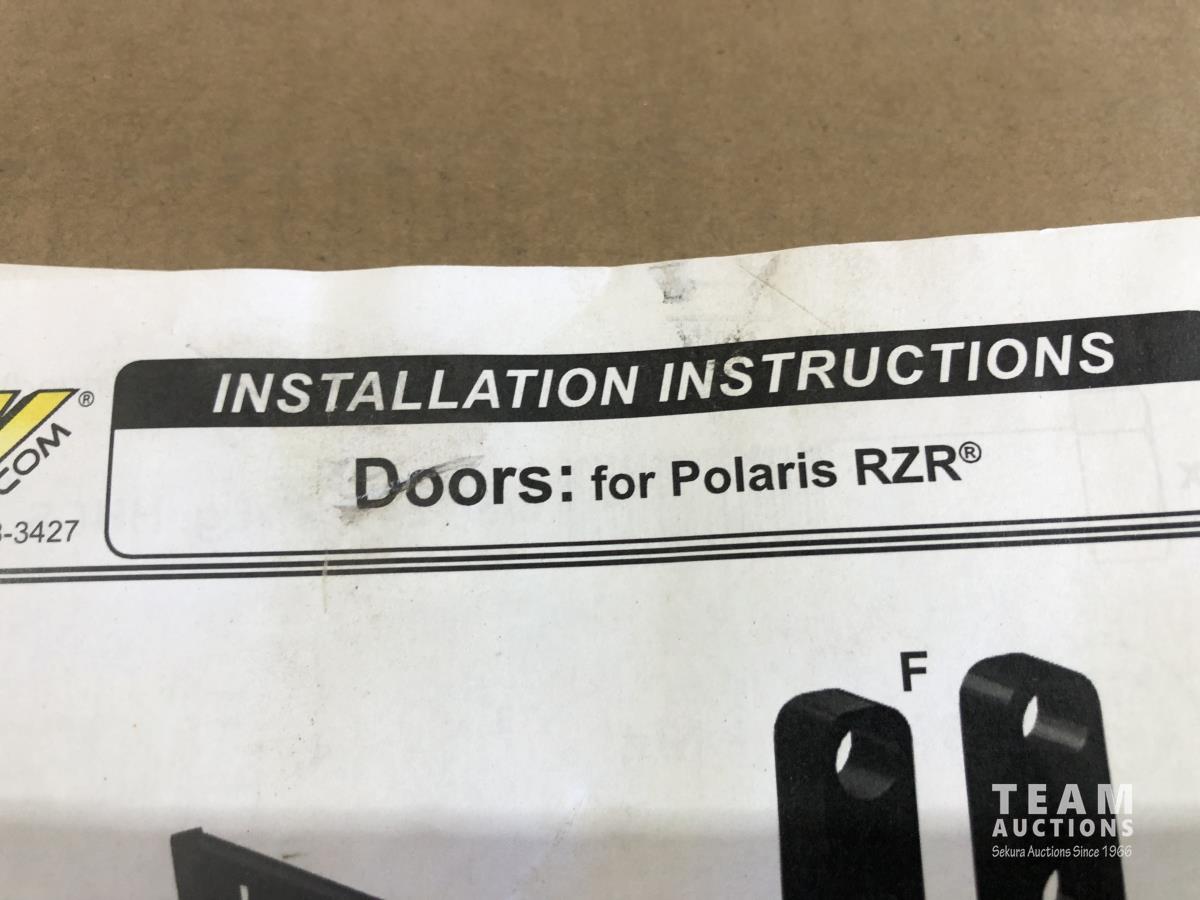 INSTALLATION INSTRUCTIONS
®
.COM
Doors: for Polaris RZR®
-3427
F
TEAM
AUCTIONS
Sekura Auctions Since 1966